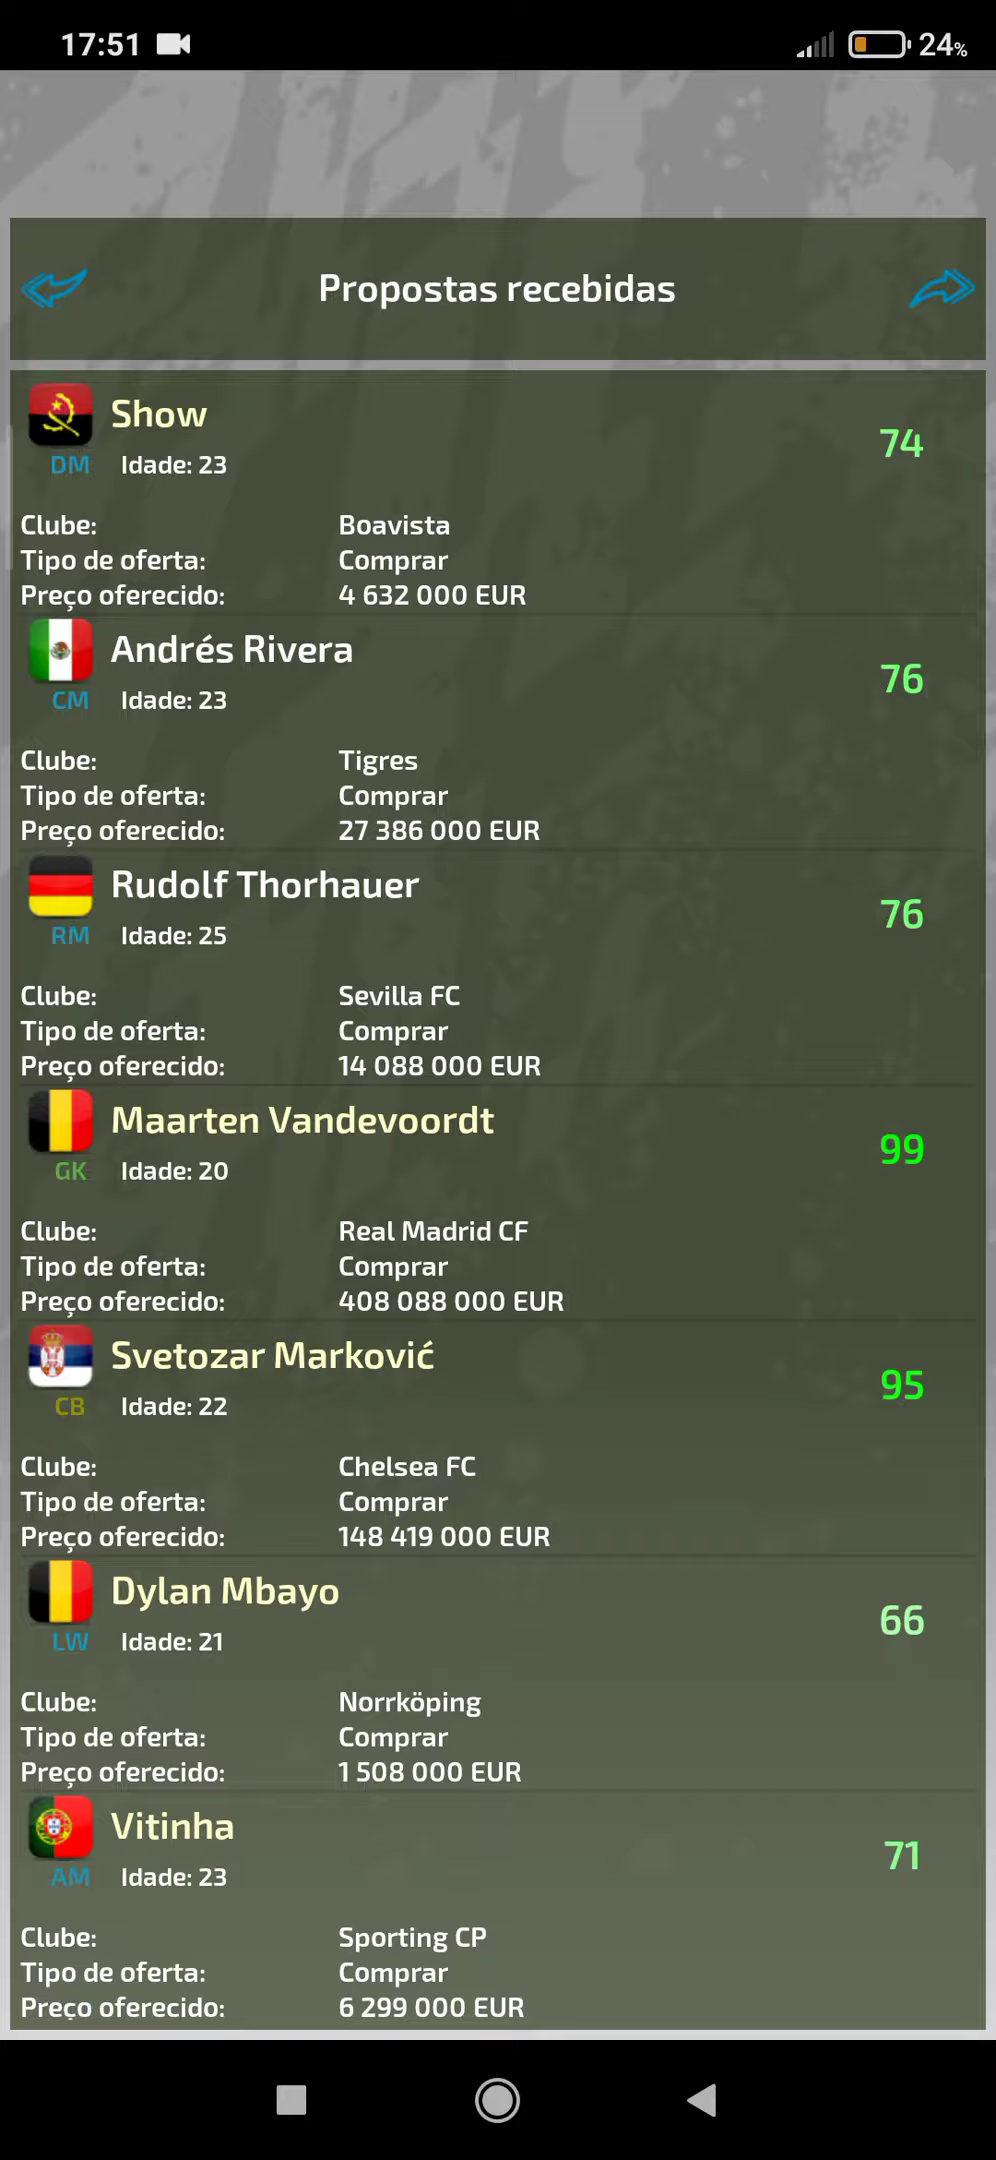 17:51 24%
Propostas recebidas
Show
74
DM Idade: 23
Clube: Boavista
Tipo de oferta: Comprar
Preço oferecido: 4 632 000 EUR
Andrés Rivera
76
CM Idade: 23
Clube: Tigres
Tipo de oferta: Comprar
Preço oferecido: 27 386 000 EUR
Rudolf Thorhauer
76
RM Idade: 25
Clube: Sevilla FC
Tipo de oferta: Comprar
Preço oferecido: 14 088 000 EUR
Maarten Vandevoordt
99
GK Idade: 20
Clube: Real Madrid CF
Tipo de oferta: Comprar
Preço oferecido: 408 088 000 EUR
Svetozar Marković
95
CB Idade: 22
Clube: Chelsea FC
Tipo de oferta: Comprar
Preço oferecido: 148 419 000 EUR
Dylan Mbayo
66
LW Idade: 21
Clube: Norrköping
Tipo de oferta: Comprar
Preço oferecido: 1 508 000 EUR
Vitinha
71
AM Idade: 23
Clube: Sporting CP
Tipo de oferta: Comprar
Preço oferecido: 6 299 000 EUR